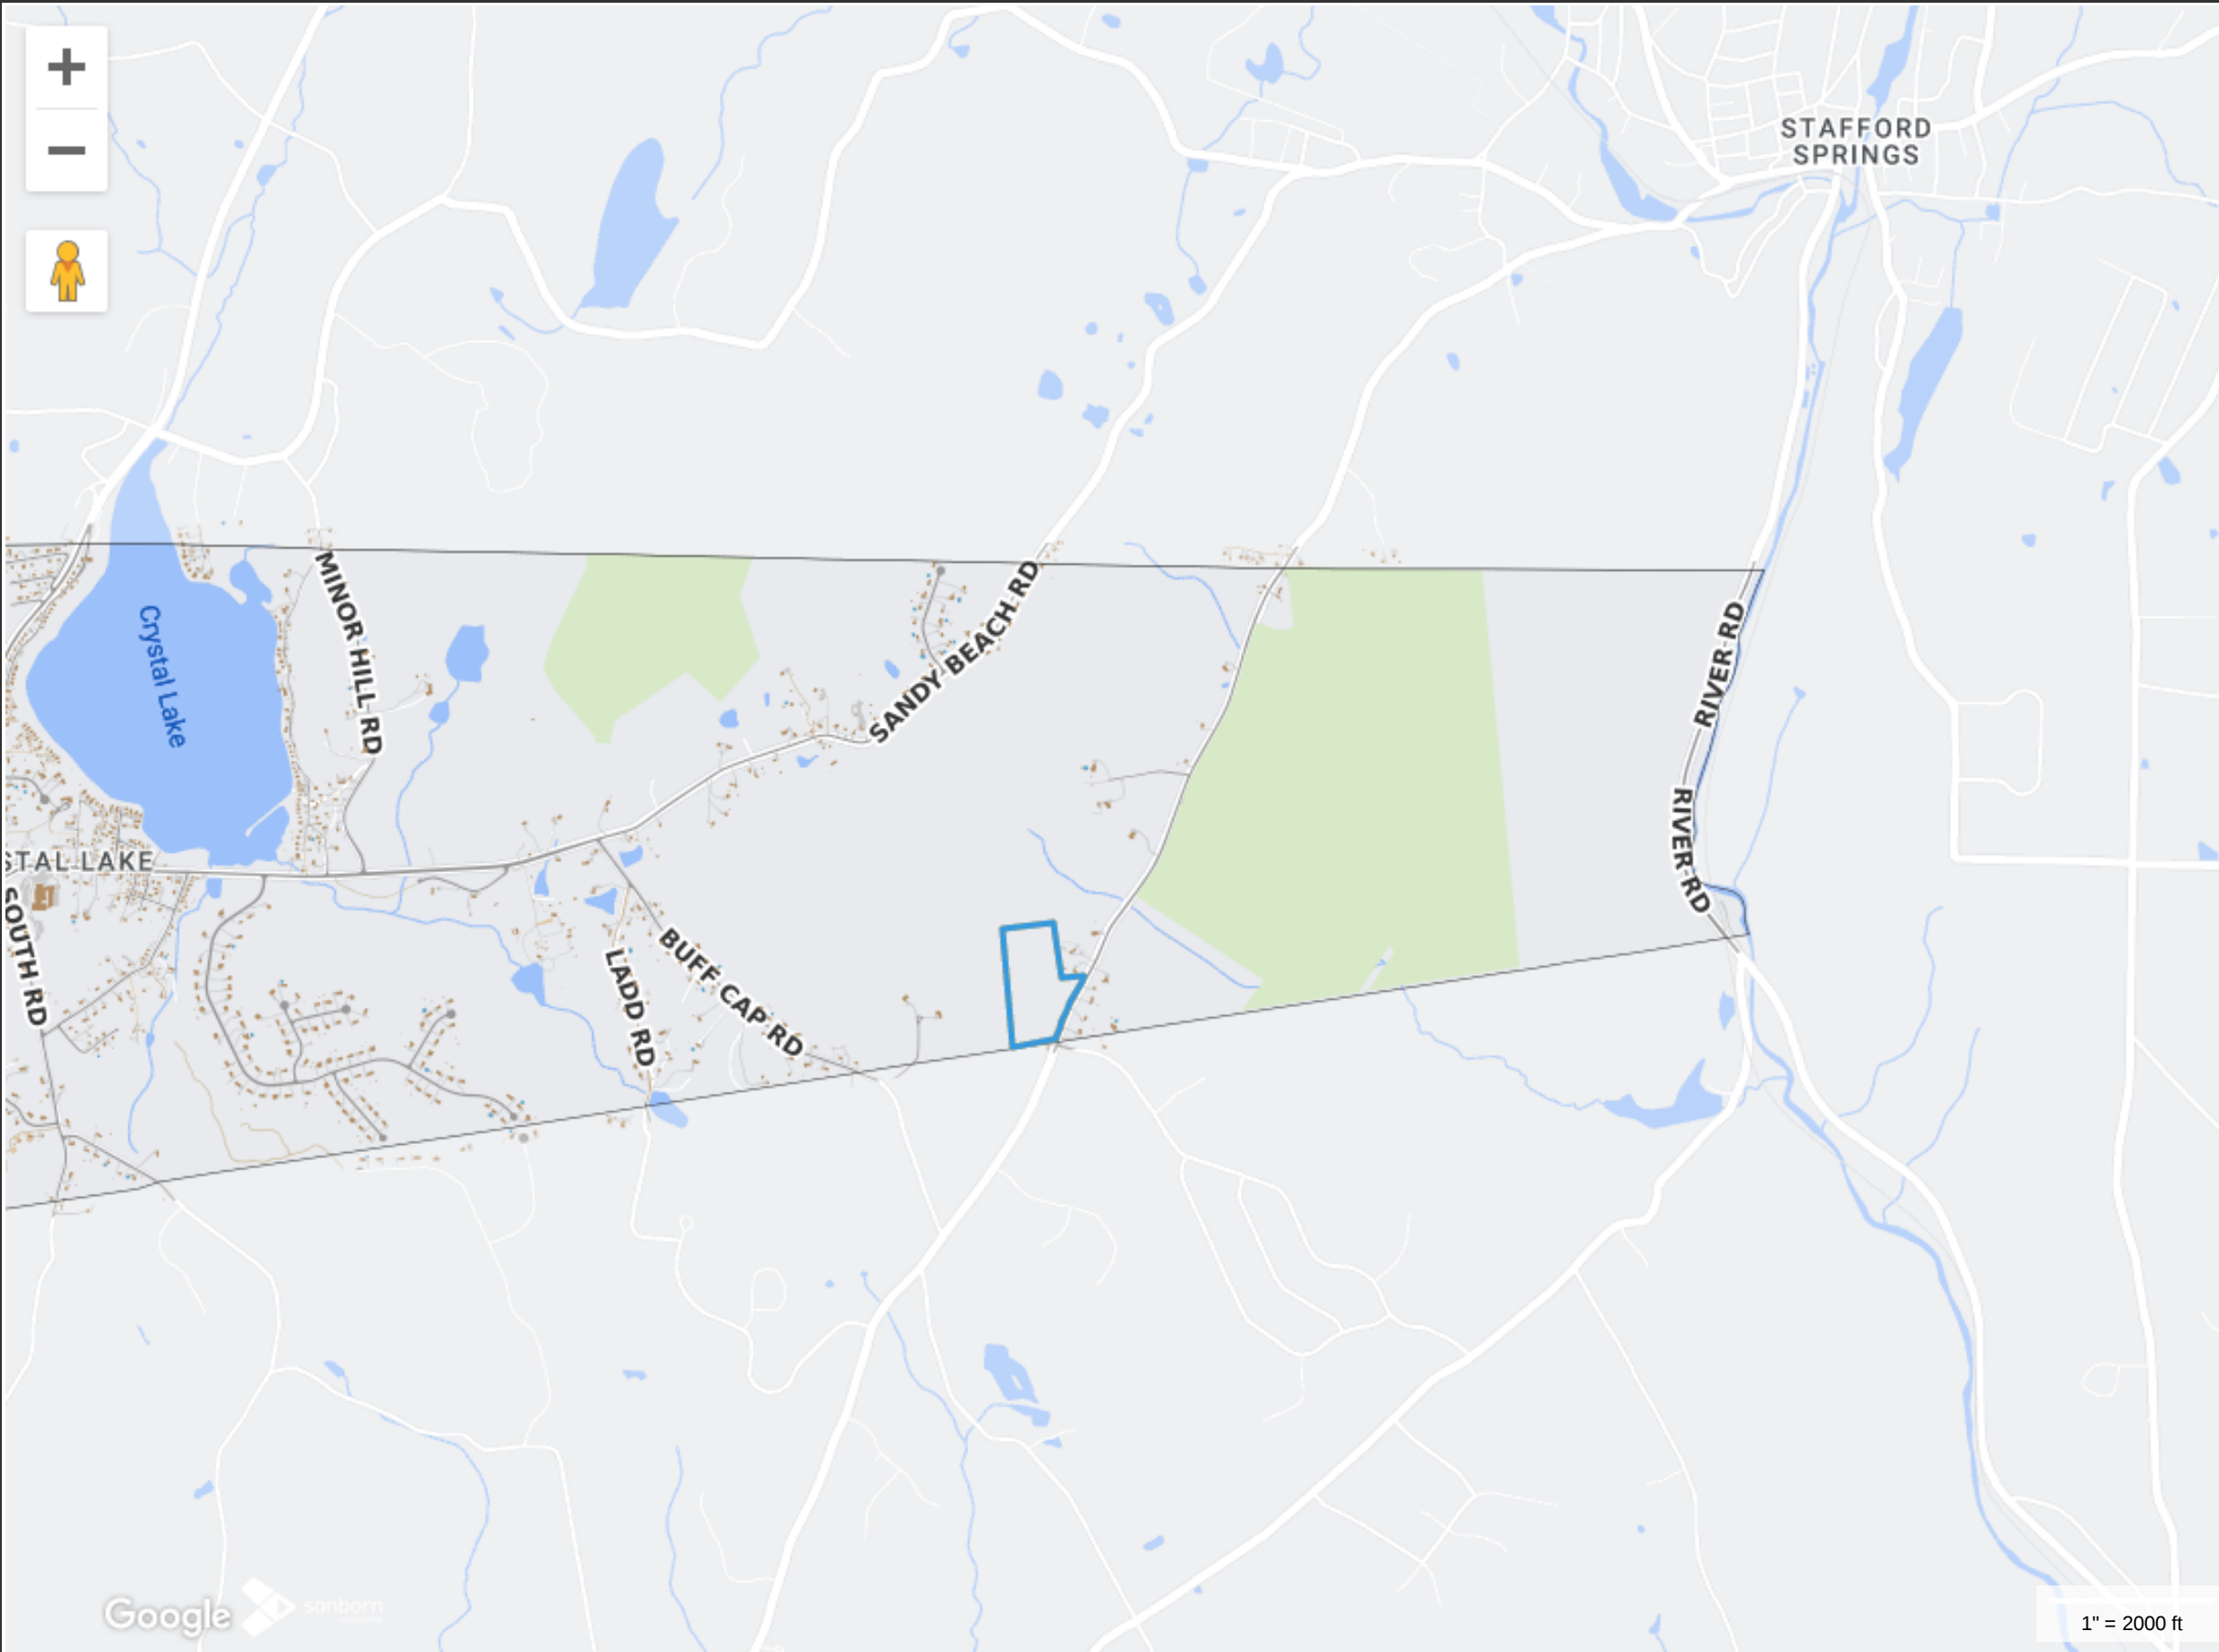 +
−
STAFFORD
SPRINGS
MINOR HILL RD
Crystal Lake
SANDY BEACH RD
RIVER RD
RIVER RD
STAL LAKE
SOUTH RD
LADD RD
BUFF CAP RD
Google
sanborn
1" = 2000 ft